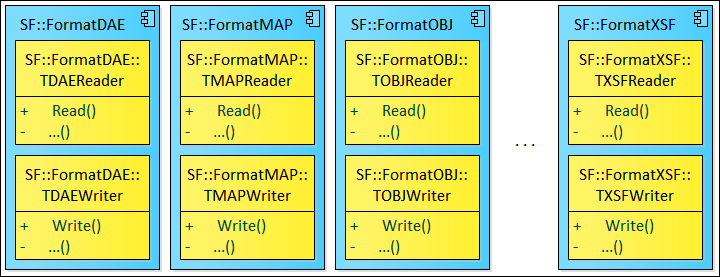 SF::FormatDAE
SF::FormatDAE::
TDAEReader
+ Read()
- ...()
SF::FormatDAE::
TDAEWriter
+ Write()
- ...()
SF::FormatMAP
SF::FormatMAP::
TMAPReader
+ Read()
- ...()
SF::FormatMAP::
TMAPWriter
+ Write()
- ...()
SF::FormatOBJ
SF::FormatOBJ::
TOBJReader
+ Read()
- ...()
SF::FormatOBJ::
TOBJWriter
+ Write()
- ...()
...
SF::FormatXSF
SF::FormatXSF::
TXSFReader
+ Read()
- ...()
SF::FormatXSF::
TXSFWriter
+ Write()
- ...()